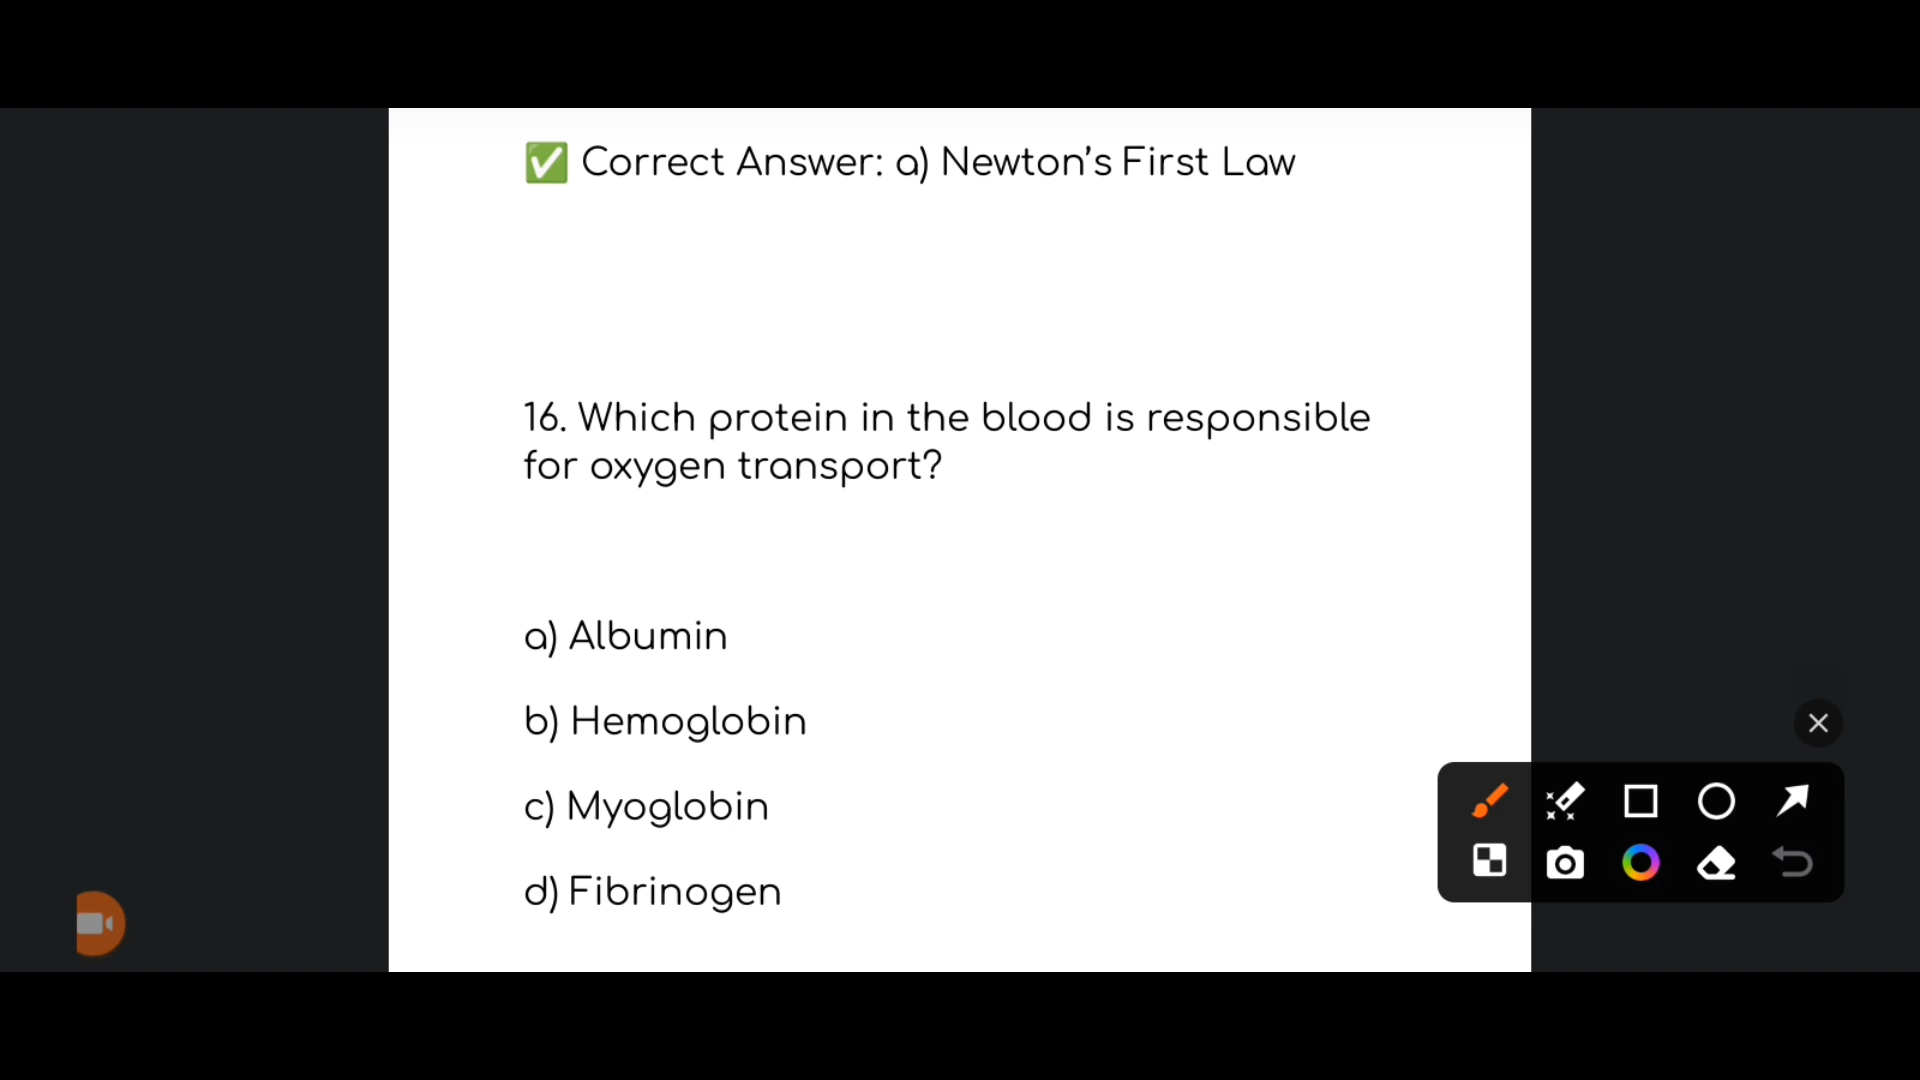 ✅ Correct Answer: a) Newton’s First Law
16. Which protein in the blood is responsible
for oxygen transport?
a) Albumin
b) Hemoglobin
c) Myoglobin
d) Fibrinogen